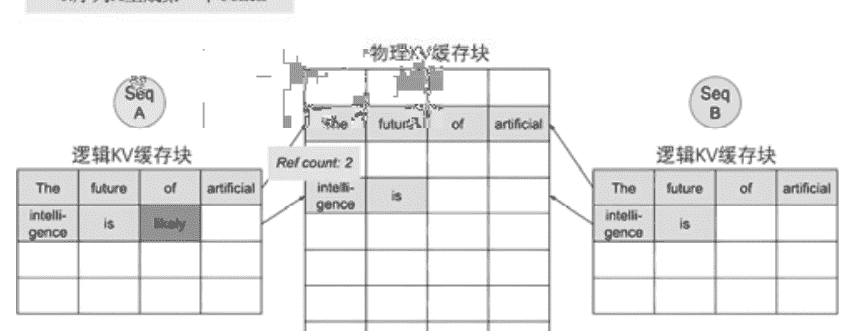 物理KV缓存块
Seq A
Seq B
逻辑KV缓存块
逻辑KV缓存块
The future of artificial
Ref count: 2
The future of artificial
intelli-gence is likely
intelli-gence is
The future of artificial
intelli-gence is